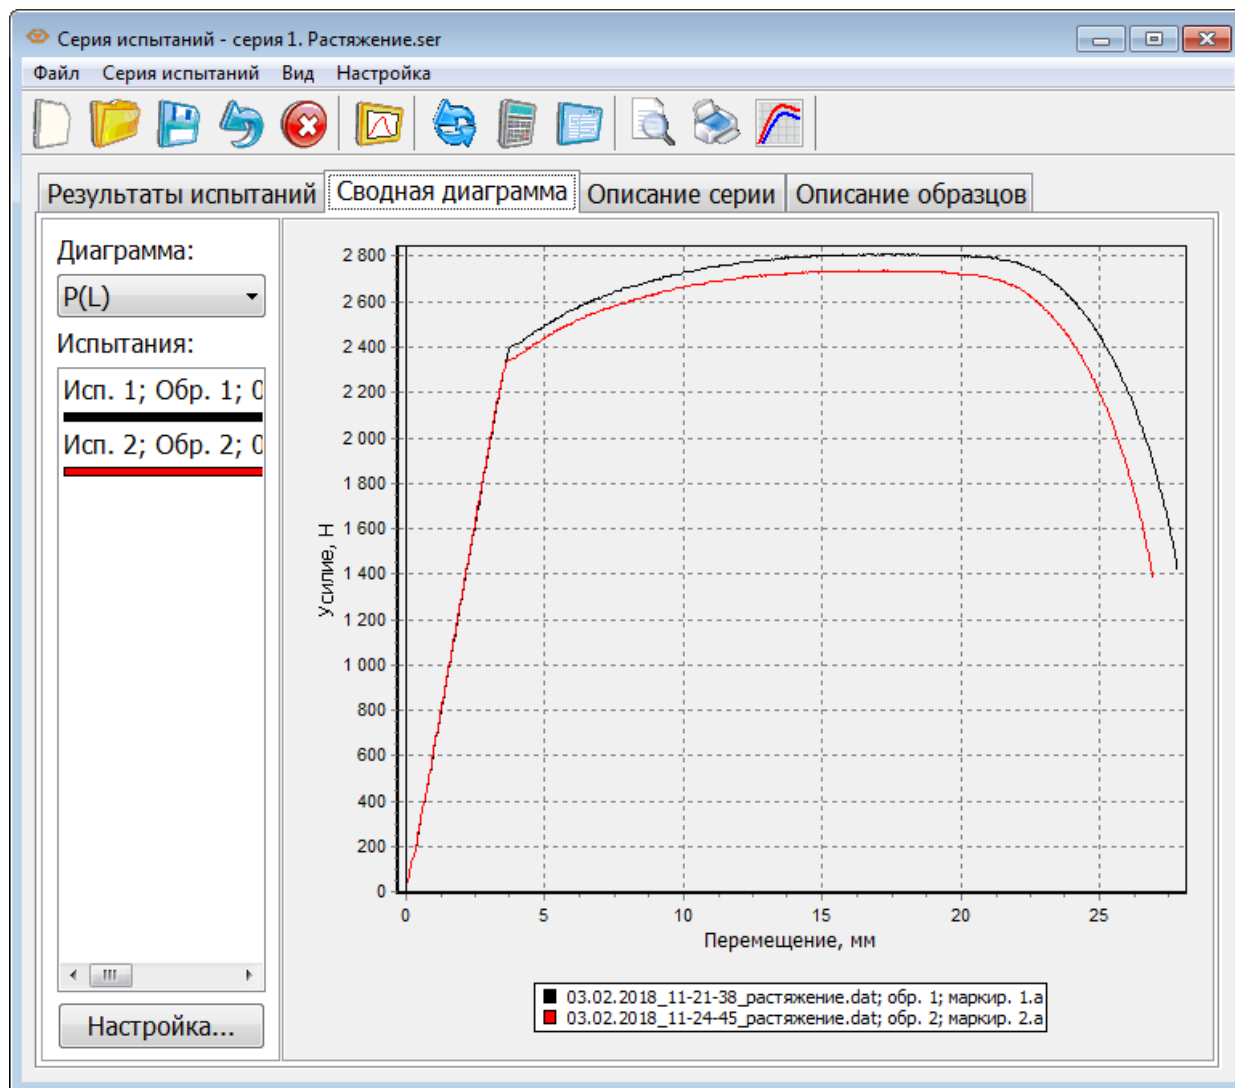 Серия испытаний - серия 1. Растяжение.ser
Файл Серия испытаний Вид Настройка
Результаты испытаний Сводная диаграмма Описание серии Описание образцов
Диаграмма:
P(L)
Испытания:
Исп. 1; Обр. 1; 0
Исп. 2; Обр. 2; 0
Настройка...
Усилие, Н
2 800
2 600
2 400
2 200
2 000
1 800
1 600
1 400
1 200
1 000
800
600
400
200
0
0 5 10 15 20 25
Перемещение, мм
03.02.2018_11-21-38_растяжение.dat; обр. 1; маркир. 1.a
03.02.2018_11-24-45_растяжение.dat; обр. 2; маркир. 2.a